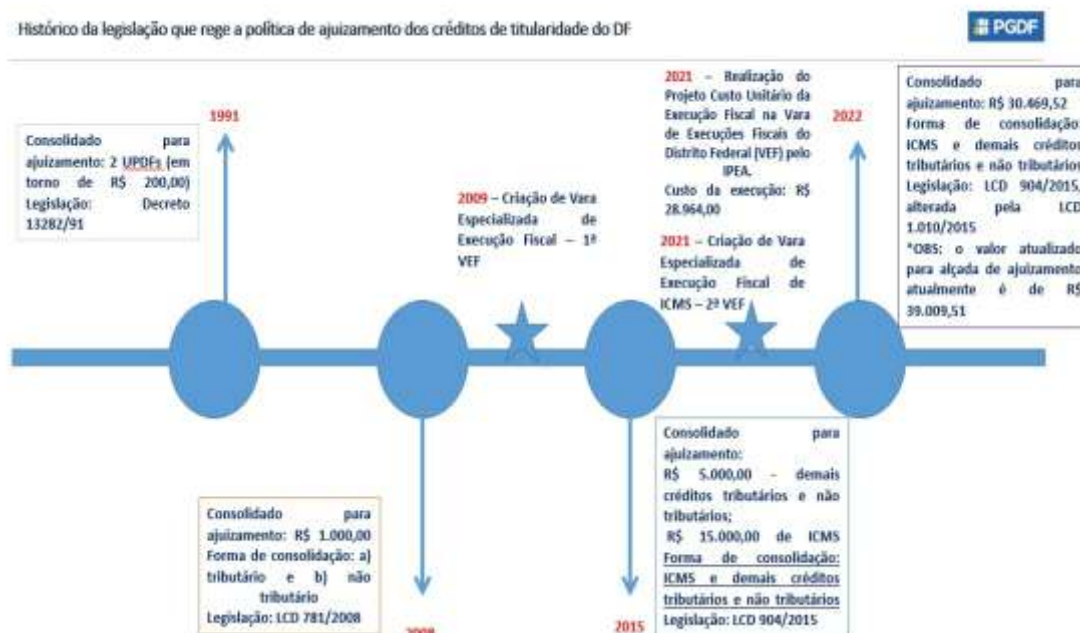 Histórico da legislação que rege a política de ajuizamento dos créditos de titularidade do DF
PGDF
1991
Consolidado para
ajuizamento: 2 UPDFs (em
torno de R$ 200,00)
Legislação: Decreto
13282/91
2009 – Criação de Vara
Especializada de
Execução Fiscal – 1ª
VEF
2021 – Realização do
Projeto Custo Unitário da
Execução Fiscal na Vara
de Execuções Fiscais do
Distrito Federal (VEF) pelo
IPEA.
Custo da execução: R$
28.964,00
2021 – Criação de Vara
Especializada de
Execução Fiscal de
ICMS – 2ª VEF
2022
Consolidado para
ajuizamento: R$ 30.469,52
Forma de consolidação:
ICMS e demais créditos
tributários e não tributários
Legislação: LCD 904/2015,
alterada pela LCD
1.010/2015
*OBS: o valor atualizado
para alçada de ajuizamento
atualmente é de R$
39.009,51
Consolidado para
ajuizamento: R$ 1.000,00
Forma de consolidação: a)
tributário e b) não
tributário
Legislação: LCD 781/2008
2008
2015
Consolidado para
ajuizamento:
R$ 5.000,00 – demais
créditos tributários e não
tributários;
R$ 15.000,00 de ICMS
Forma de consolidação:
ICMS e demais créditos
tributários e não tributários
Legislação: LCD 904/2015